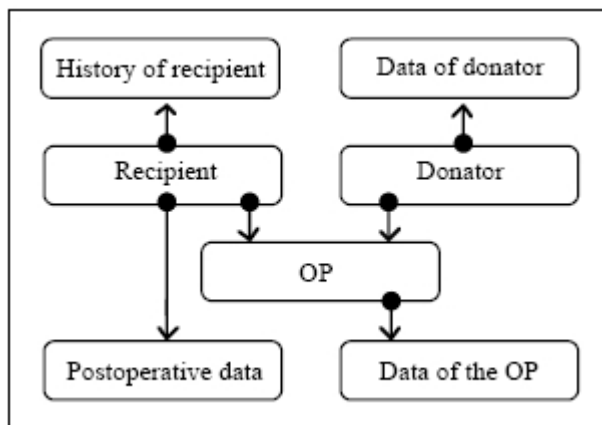 History of recipient
Data of donator
Recipient
Donator
OP
Postoperative data
Data of the OP